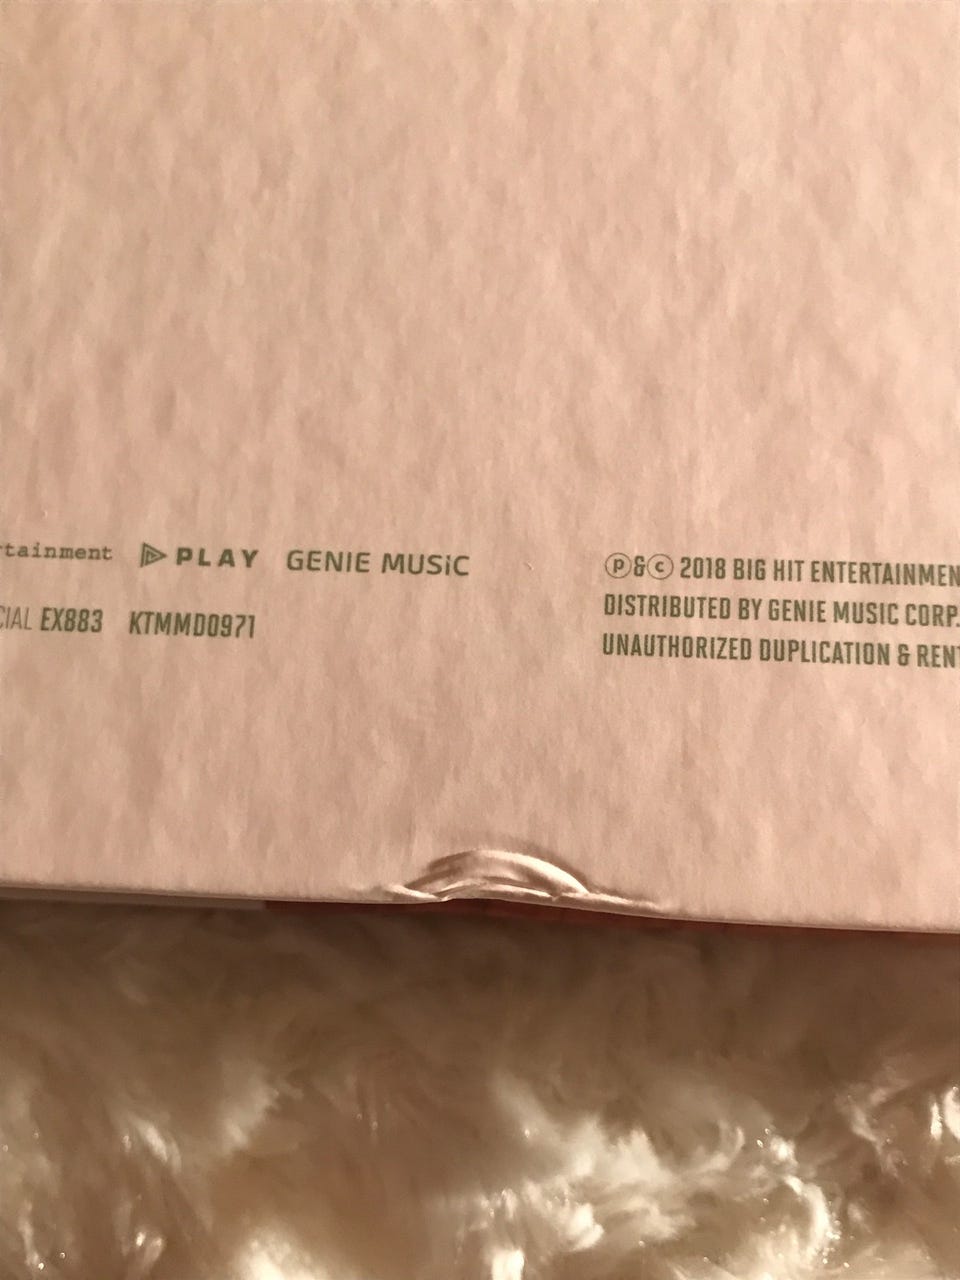 rtainment PLAY GENIE MUSiC
CIAL EX883 KTMMD0971
Ⓟ&Ⓒ 2018 BIG HIT ENTERTAINMEN
DISTRIBUTED BY GENIE MUSIC CORP.
UNAUTHORIZED DUPLICATION & RENT